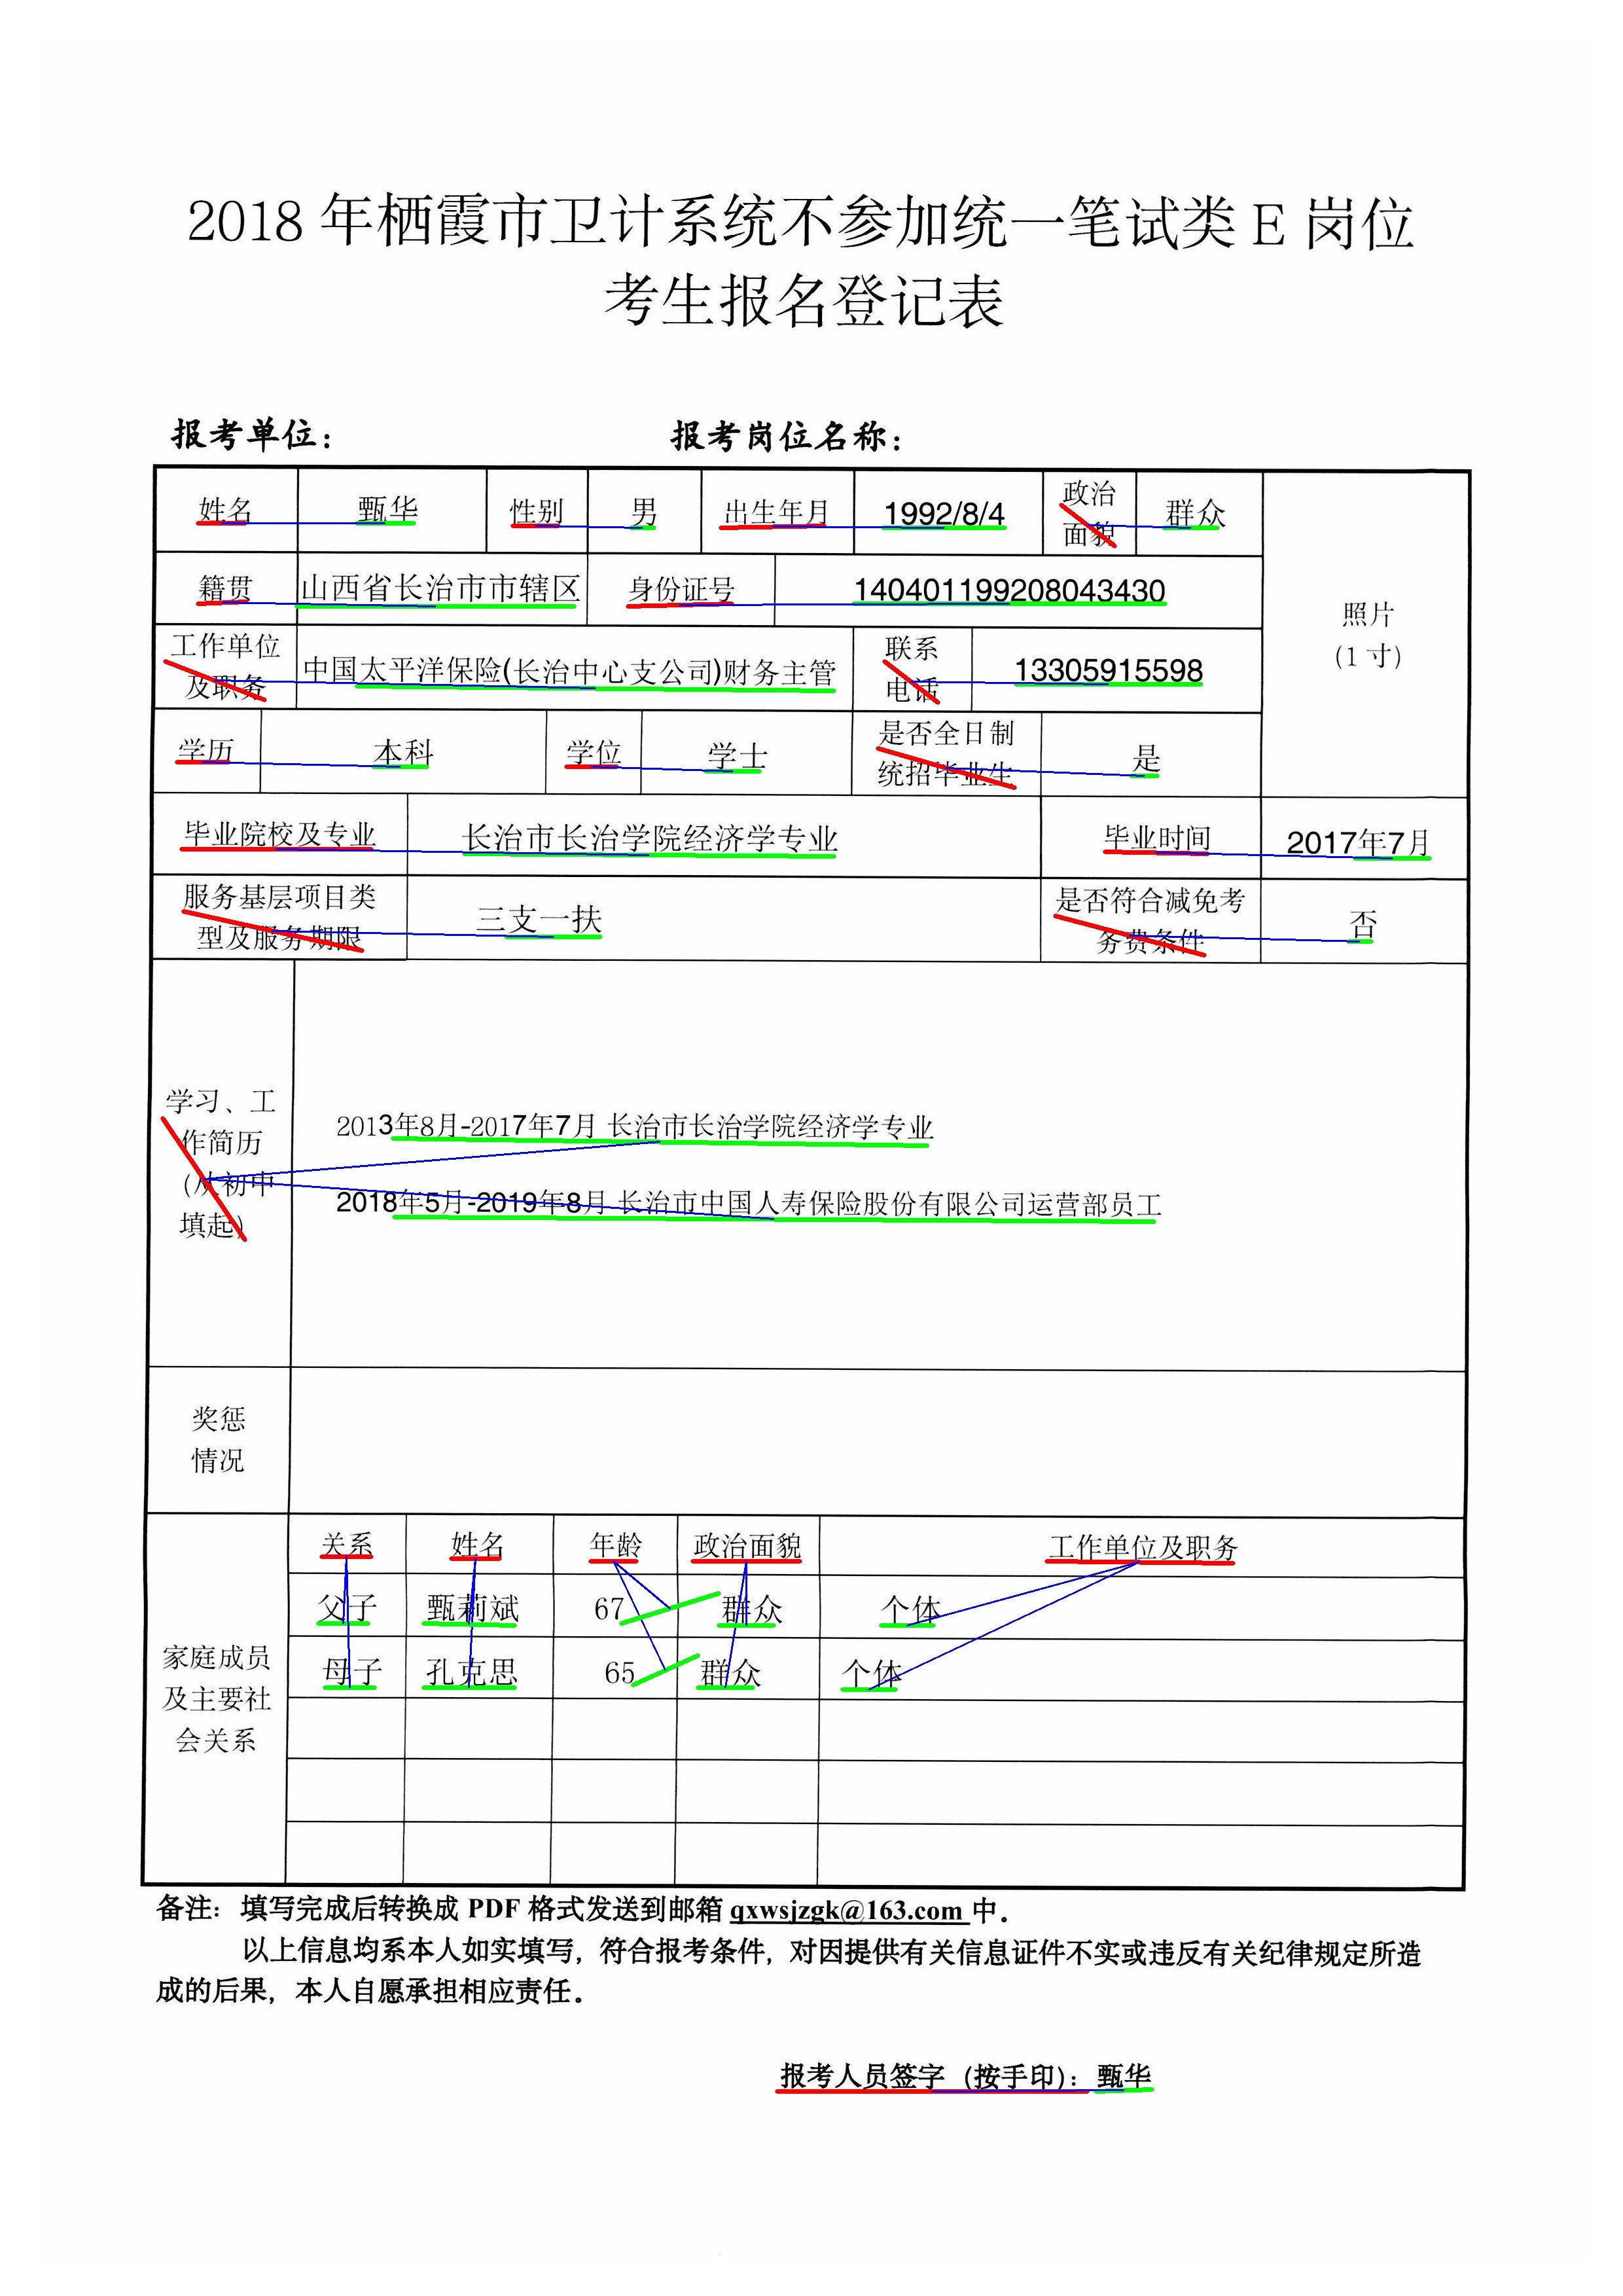 2018 年栖霞市卫计系统不参加统一笔试类 E 岗位
考生报名登记表
报考单位： 报考岗位名称：
姓名 甄华 性别 男 出生年月 1992/8/4 政治面貌 群众
籍贯 山西省长治市市辖区 身份证号 140401199208043430
照片
(1 寸)
工作单位及职务 中国太平洋保险(长治中心支公司)财务主管 联系电话 13305915598
学历 本科 学位 学士 是否全日制统招毕业生 是
毕业院校及专业 长治市长治学院经济学专业 毕业时间 2017年7月
服务基层项目类型及服务期限 三支一扶 是否符合减免考务费条件 否
学习、工
作简历
(从初中
填起)
2013年8月-2017年7月 长治市长治学院经济学专业
2018年5月-2019年8月 长治市中国人寿保险股份有限公司运营部员工
奖惩
情况
家庭成员
及主要社
会关系
关系 姓名 年龄 政治面貌 工作单位及职务
父子 甄莉斌 67 群众 个体
母子 孔克思 65 群众 个体
备注：填写完成后转换成 PDF 格式发送到邮箱 qxwsjzgk@163.com 中。
以上信息均系本人如实填写，符合报考条件，对因提供有关信息证件不实或违反有关纪律规定所造
成的后果，本人自愿承担相应责任。
报考人员签字（按手印）：甄华